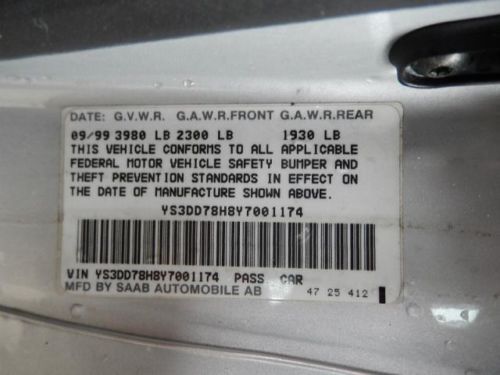 DATE: G.V.W.R. G.A.W.R.FRONT G.A.W.R.REAR
09/99 3980 LB 2300 LB 1930 LB
THIS VEHICLE CONFORMS TO ALL APPLICABLE
FEDERAL MOTOR VEHICLE SAFETY BUMPER AND
THEFT PREVENTION STANDARDS IN EFFECT ON
THE DATE OF MANUFACTURE SHOWN ABOVE.
YS3DD78H8Y7001174
VIN YS3DD78H8Y7001174 PASS CAR
MFD BY SAAB AUTOMOBILE AB 47 25 412